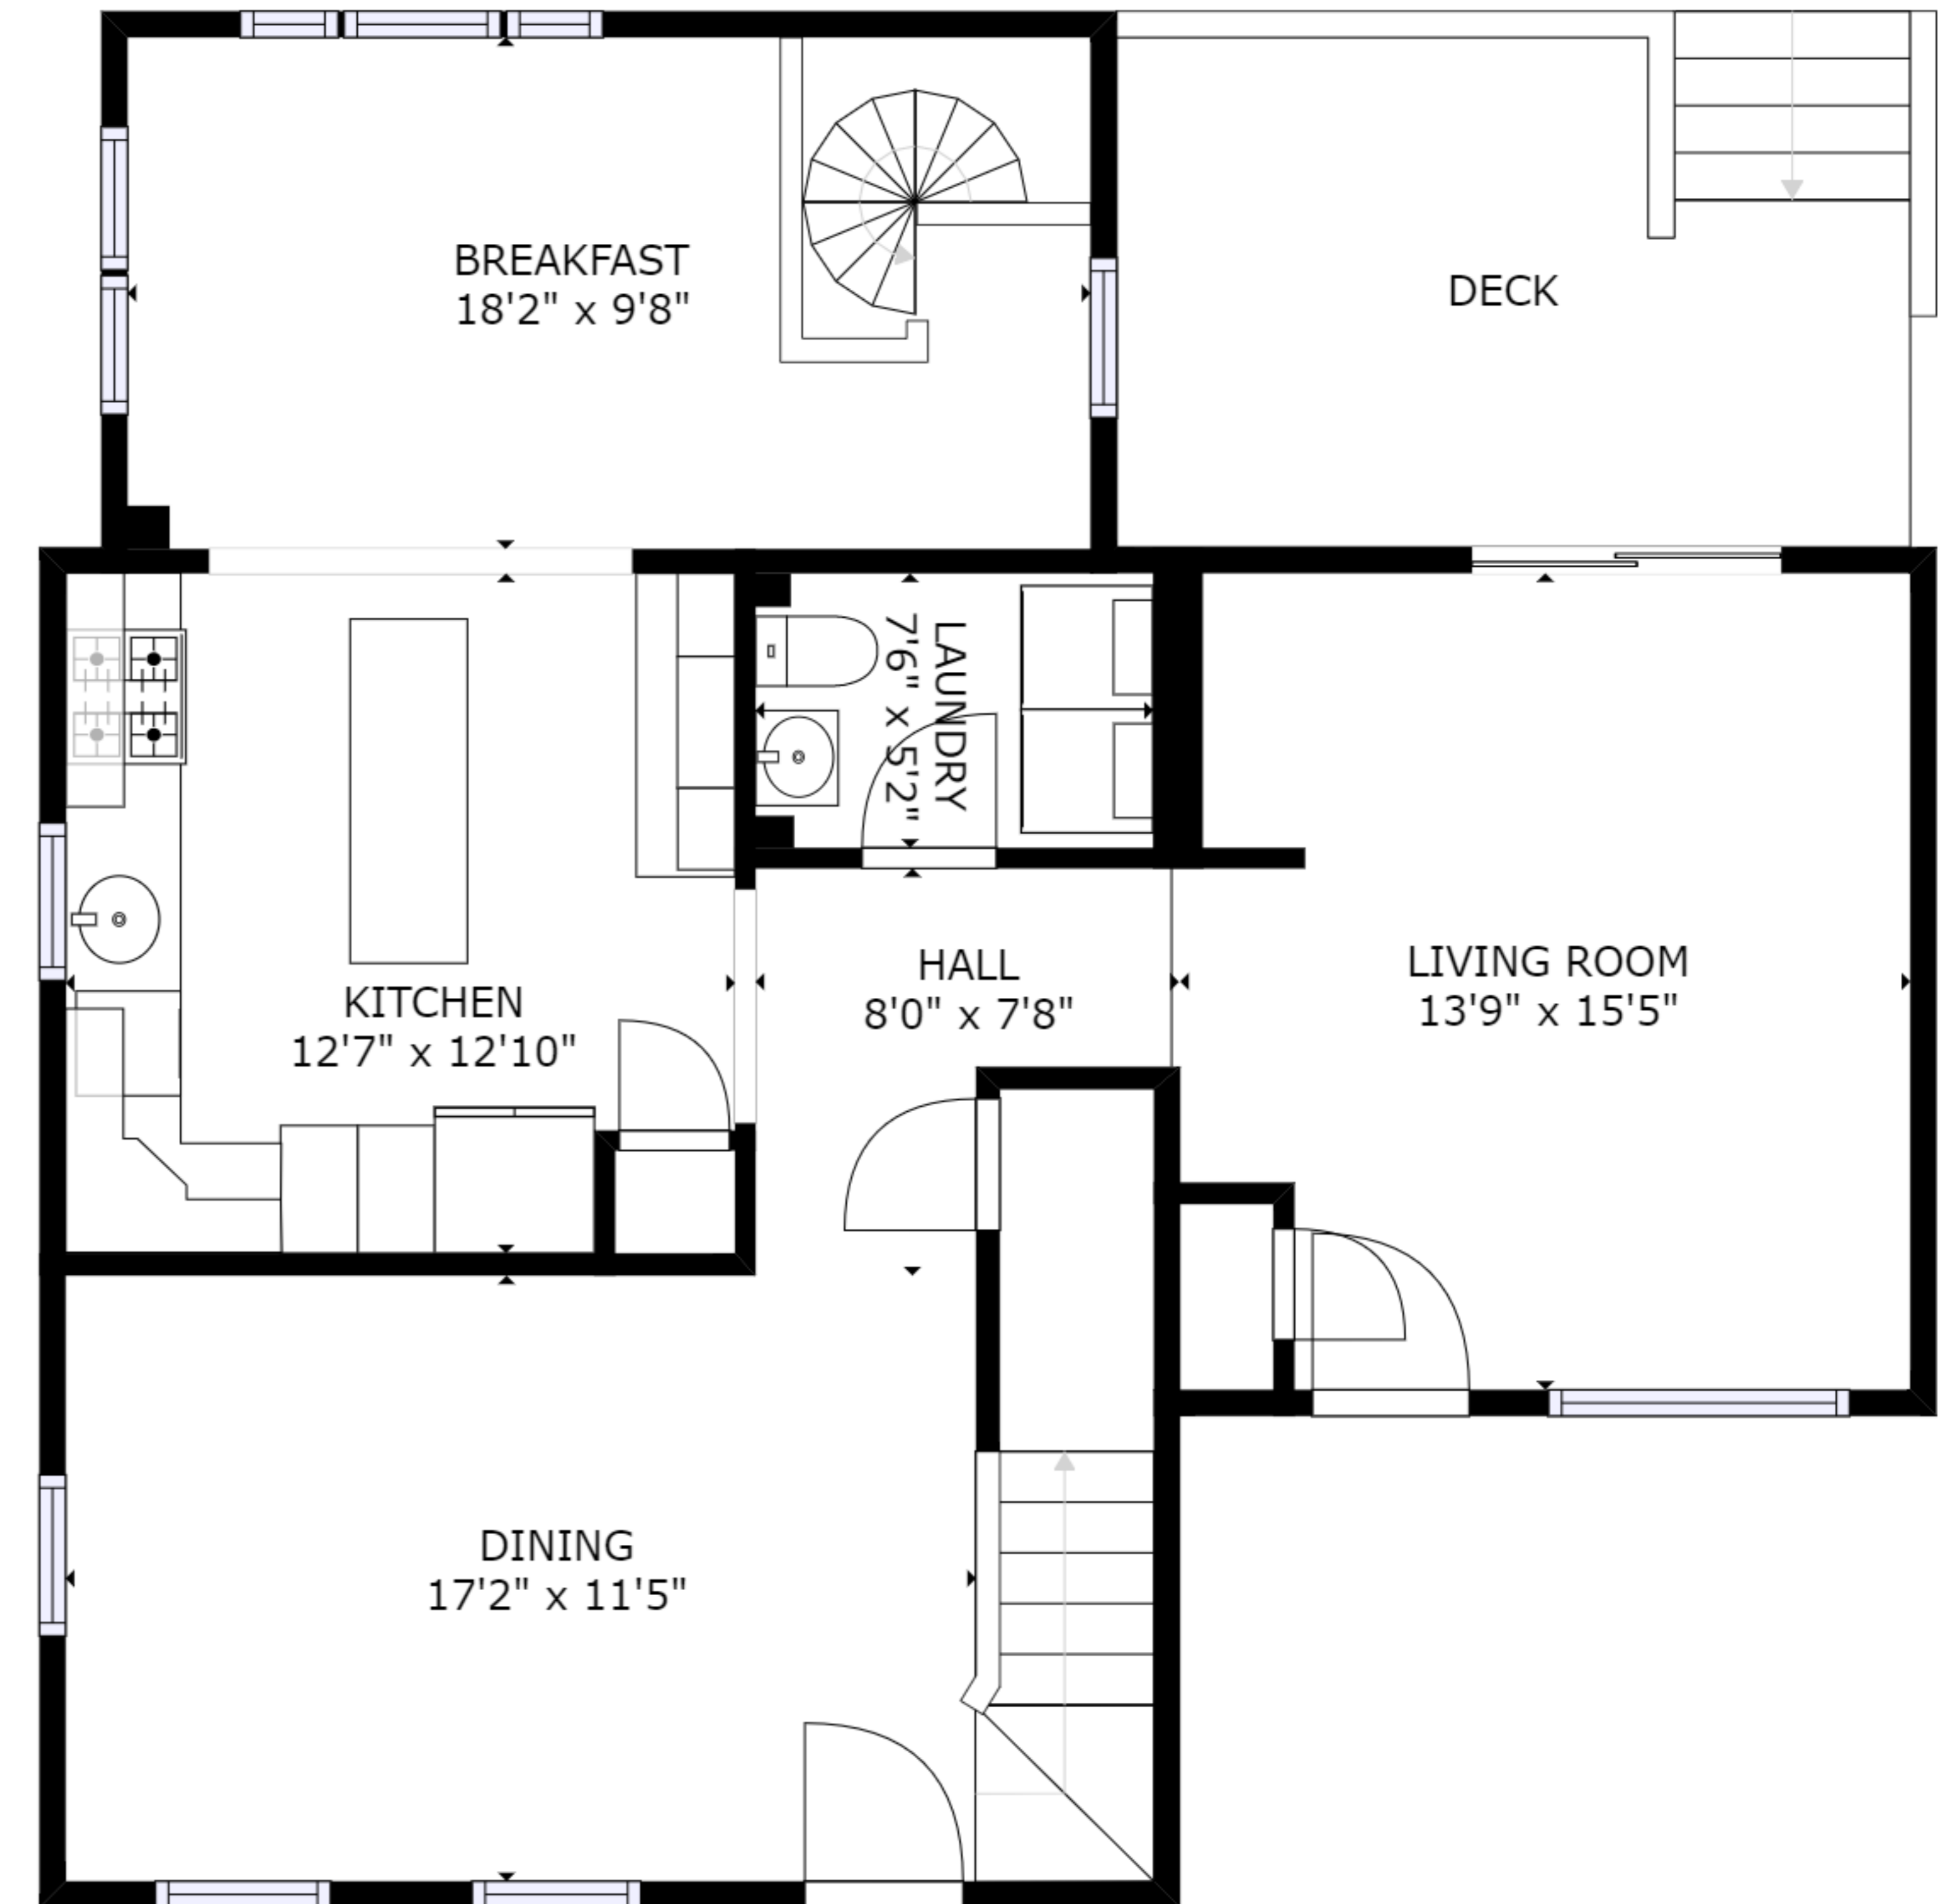 BREAKFAST
18'2" x 9'8"
DECK
LAUNDRY
7'6" x 5'2"
HALL
8'0" x 7'8"
LIVING ROOM
13'9" x 15'5"
KITCHEN
12'7" x 12'10"
DINING
17'2" x 11'5"